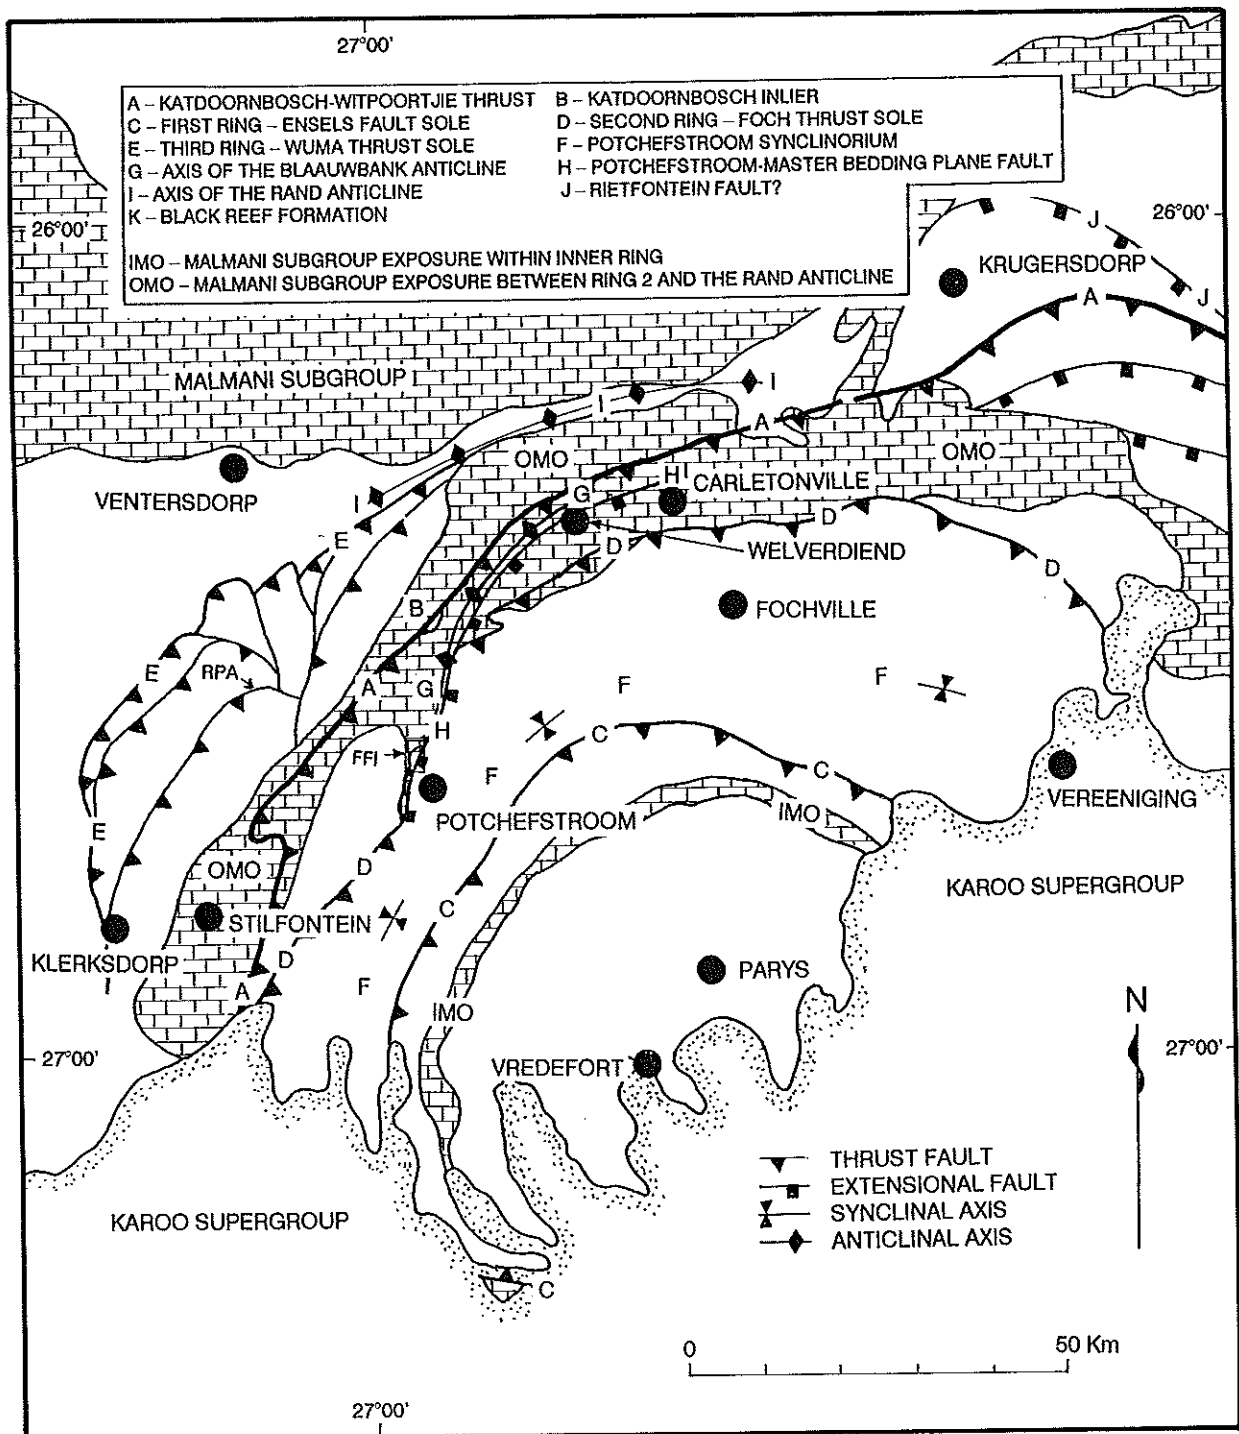 27°00'
A – KATDOORNBOSCH-WITPOORTJIE THRUST B – KATDOORNBOSCH INLIER
C – FIRST RING – ENSELS FAULT SOLE D – SECOND RING – FOCH THRUST SOLE
E – THIRD RING – WUMA THRUST SOLE F – POTCHEFSTROOM SYNCLINORIUM
G – AXIS OF THE BLAAUWBANK ANTICLINE H – POTCHEFSTROOM-MASTER BEDDING PLANE FAULT
I – AXIS OF THE RAND ANTICLINE J – RIETFONTEIN FAULT?
K – BLACK REEF FORMATION
IMO – MALMANI SUBGROUP EXPOSURE WITHIN INNER RING
OMO – MALMANI SUBGROUP EXPOSURE BETWEEN RING 2 AND THE RAND ANTICLINE
26°00' 26°00'
J
KRUGERSDORP
A J
MALMANI SUBGROUP
I
I
A
OMO OMO
VENTERSDORP
H CARLETONVILLE
G
I
D
E
D WELVERDIEND
D
B FOCHVILLE
E
RPA
A G F F
H
C
FFI
F
C
VEREENIGING
POTCHEFSTROOM IMO
E
D
OMO
KAROO SUPERGROUP
C
STILFONTEIN
KLERKSDORP D
PARYS
A F
IMO
N
27°00' 27°00'
VREDEFORT
THRUST FAULT
EXTENSIONAL FAULT
SYNCLINAL AXIS
KAROO SUPERGROUP
ANTICLINAL AXIS
C
0 50 Km
27°00'